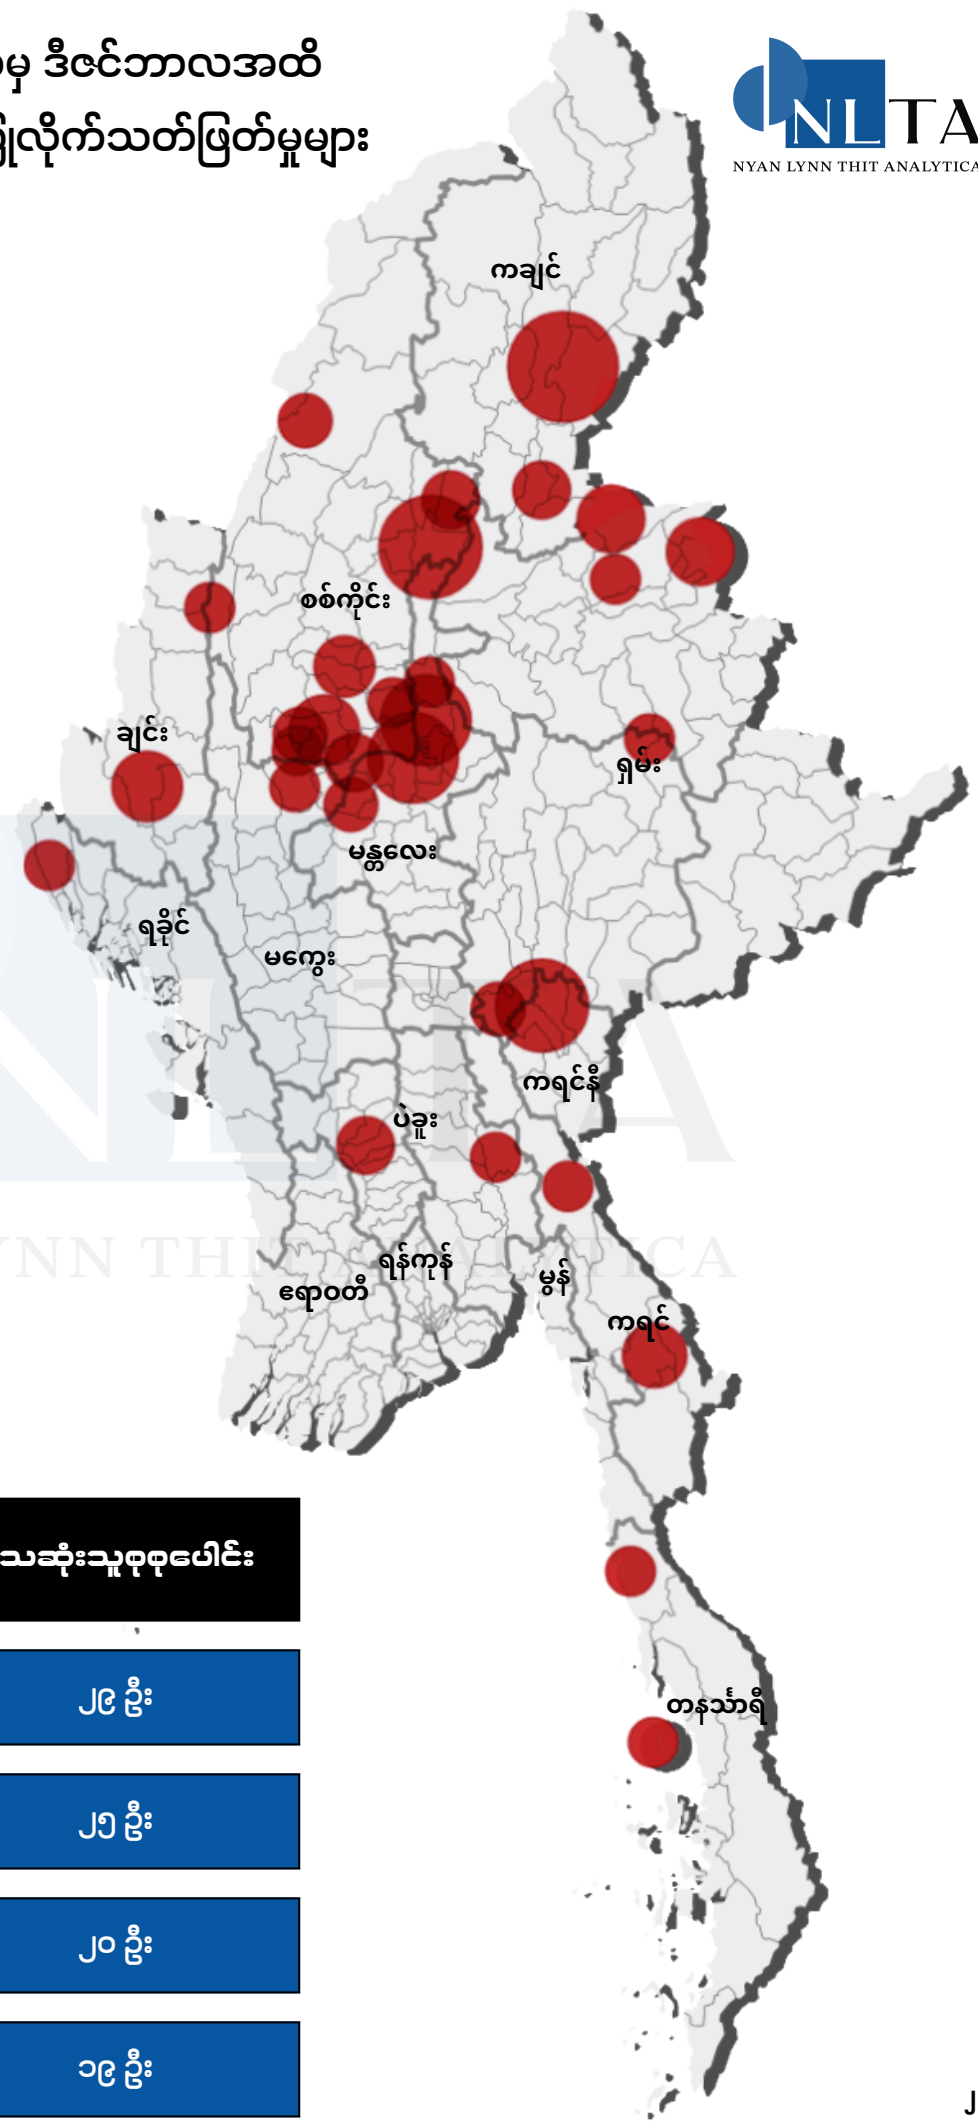 မှ ဒီဇင်ဘာလအထိ
လိုက်သတ်ဖြတ်မှုများ
NLTA
NYAN LYNN THIT ANALYTICA
ကချင်
စစ်ကိုင်း
ချင်း
ရှမ်း
မန္တလေး
ရခိုင်
မကွေး
ကရင်နီ
ပဲခူး
ရန်ကုန်
မွန်
ဧရာဝတီ
ကရင်
သေဆုံးသူစုစုပေါင်း
၂၉ ဦး
၂၅ ဦး
တနင်္သာရီ
၂၀ ဦး
၁၉ ဦး